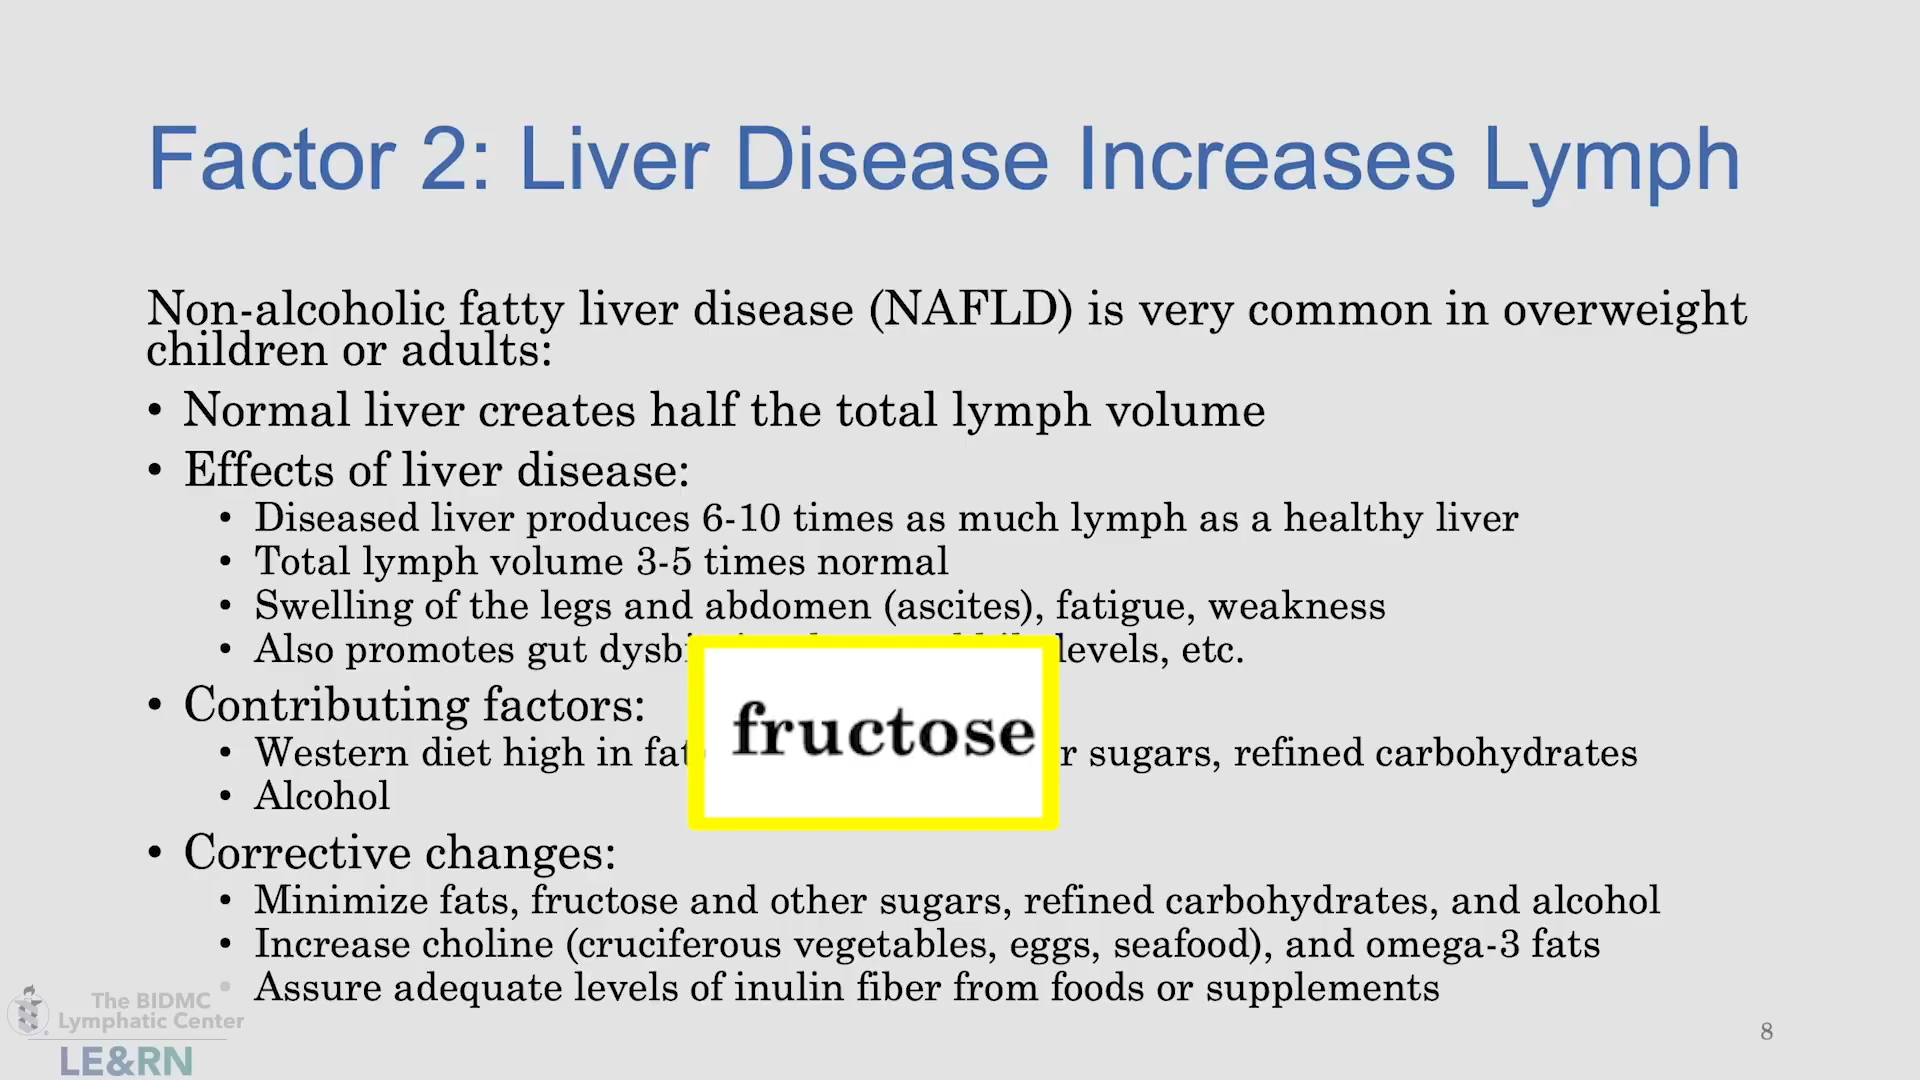 Factor 2: Liver Disease Increases Lymph
Non-alcoholic fatty liver disease (NAFLD) is very common in overweight
children or adults:
• Normal liver creates half the total lymph volume
• Effects of liver disease:
• Diseased liver produces 6-10 times as much lymph as a healthy liver
• Total lymph volume 3-5 times normal
• Swelling of the legs and abdomen (ascites), fatigue, weakness
• Also promotes gut levels, etc.
• Contributing factors:
fructose
• Western diet high in sugars, refined carbohydrates
• Alcohol
• Corrective changes:
• Minimize fats, fructose and other sugars, refined carbohydrates, and alcohol
• Increase choline (cruciferous vegetables, eggs, seafood), and omega-3 fats
• Assure adequate levels of inulin fiber from foods or supplements
The BIDMC
Lymphatic Center
LE&RN
8